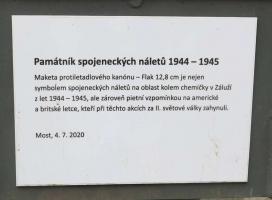 Památník spojeneckých náletů 1944 – 1945
Maketa protiletadlového kanónu – Flak 12,8 cm je nejen
symbolem spojeneckých náletů na oblast kolem chemičky v Záluží
z let 1944 – 1945, ale zároveň pietní vzpomínkou na americké
a britské letce, kteří při těchto akcích za II. světové války zahynuli.
Most, 4. 7. 2020